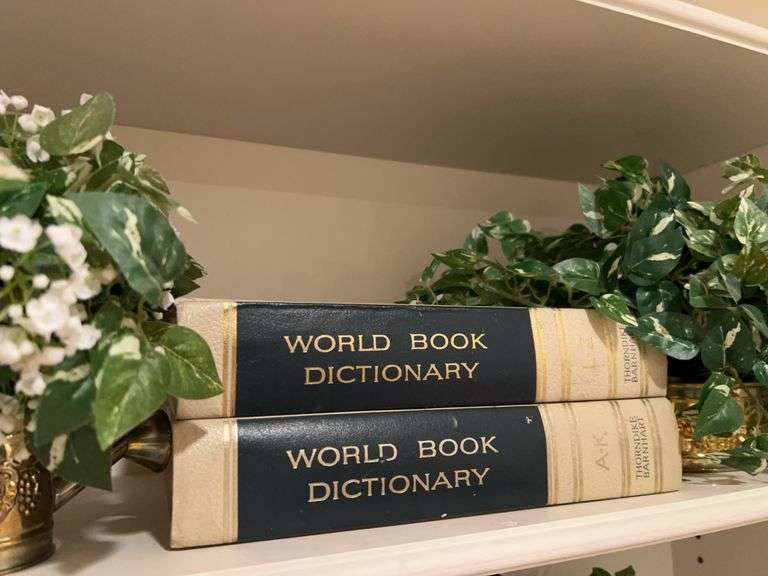 WORLD BOOK
DICTIONARY
THORNDIKE
BARNHART
WORLD BOOK
DICTIONARY
A-K
THORNDIKE
BARNHART